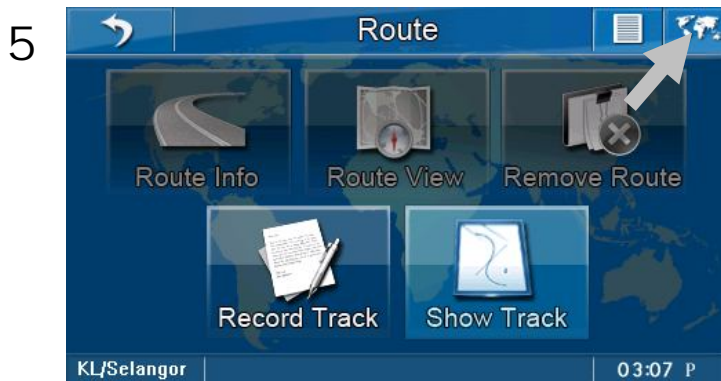 5
Route
Route Info
Route View
Remove Route
Record Track
Show Track
KL/Selangor
03:07 P